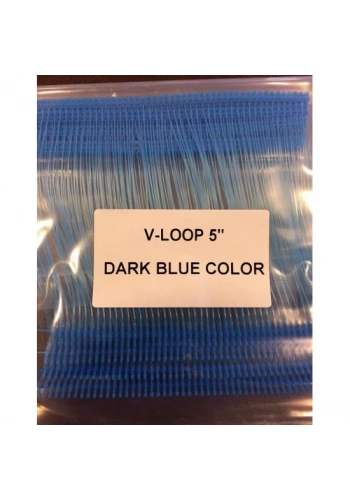 V-LOOP 5"
DARK BLUE COLOR